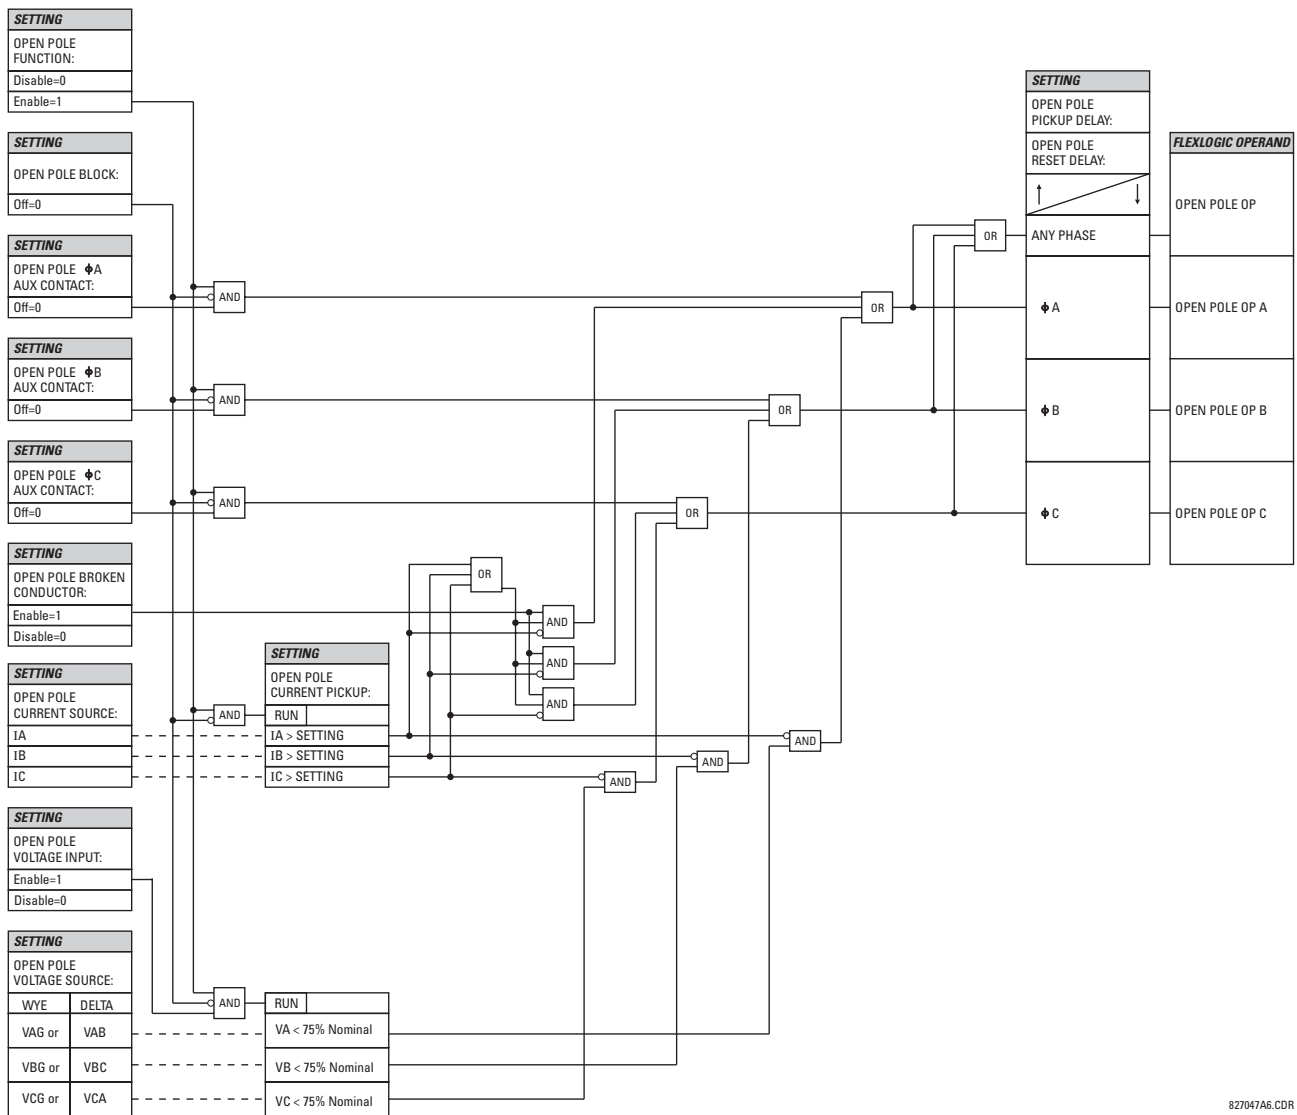 SETTING
OPEN POLE
FUNCTION:
Disable=0
Enable=1
SETTING
OPEN POLE BLOCK:
Off=0
SETTING
OPEN POLE ϕA
AUX CONTACT:
Off=0
SETTING
OPEN POLE ϕB
AUX CONTACT:
Off=0
SETTING
OPEN POLE ϕC
AUX CONTACT:
Off=0
SETTING
OPEN POLE BROKEN
CONDUCTOR:
Enable=1
Disable=0
SETTING
OPEN POLE
CURRENT SOURCE:
IA
IB
IC
SETTING
OPEN POLE
VOLTAGE INPUT:
Enable=1
Disable=0
SETTING
OPEN POLE
VOLTAGE SOURCE:
WYE DELTA
VAG or VAB
VBG or VBC
VCG or VCA
AND
AND
AND
AND
AND
SETTING
OPEN POLE
CURRENT PICKUP:
RUN
IA > SETTING
IB > SETTING
IC > SETTING
RUN
VA < 75% Nominal
VB < 75% Nominal
VC < 75% Nominal
OR
AND
AND
AND
AND
AND
AND
OR
OR
OR
OR
SETTING
OPEN POLE
PICKUP DELAY:
OPEN POLE
RESET DELAY:
ANY PHASE
ϕ A
ϕ B
ϕ C
FLEXLOGIC OPERAND
OPEN POLE OP
OPEN POLE OP A
OPEN POLE OP B
OPEN POLE OP C
827047A6.CDR